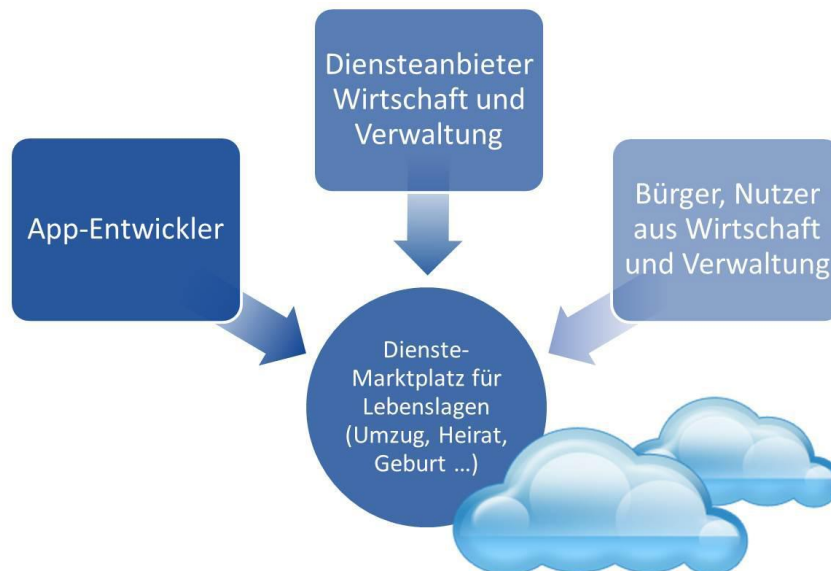 Diensteanbieter
Wirtschaft und
Verwaltung
App-Entwickler
Bürger, Nutzer
aus Wirtschaft
und Verwaltung
Dienste-
Marktplatz für
Lebenslagen
(Umzug, Heirat,
Geburt …)